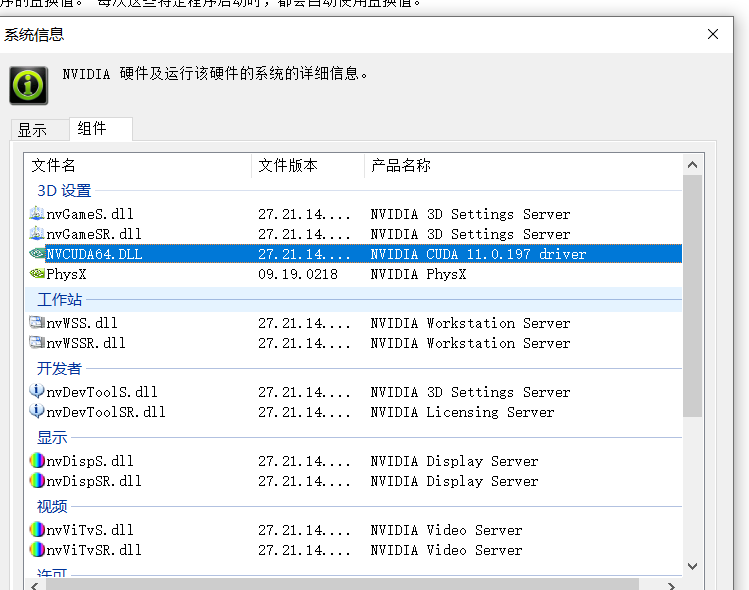 序的置换值。 每次这些特定程序启动时，都会自动使用置换值。
系统信息
NVIDIA 硬件及运行该硬件的系统的详细信息。
显示 组件
文件名 文件版本 产品名称
3D 设置
nvGameS.dll 27.21.14.... NVIDIA 3D Settings Server
nvGameSR.dll 27.21.14.... NVIDIA 3D Settings Server
NVCUDA64.DLL 27.21.14.... NVIDIA CUDA 11.0.197 driver
PhysX 09.19.0218 NVIDIA PhysX
工作站
nvWSS.dll 27.21.14.... NVIDIA Workstation Server
nvWSSR.dll 27.21.14.... NVIDIA Workstation Server
开发者
nvDevToolS.dll 27.21.14.... NVIDIA 3D Settings Server
nvDevToolSR.dll 27.21.14.... NVIDIA Licensing Server
显示
nvDispS.dll 27.21.14.... NVIDIA Display Server
nvDispSR.dll 27.21.14.... NVIDIA Display Server
视频
nvViTvS.dll 27.21.14.... NVIDIA Video Server
nvViTvSR.dll 27.21.14.... NVIDIA Video Server
许可